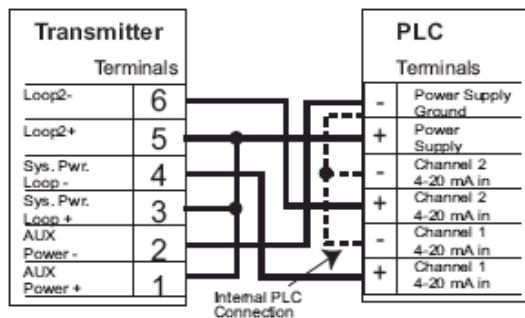 Transmitter
Terminals
Loop2-
6
Loop2+
5
Sys. Pwr.
Loop -
4
Sys. Pwr.
Loop +
3
AUX
Power -
2
AUX
Power +
1
Internal PLC
Connection
PLC
Terminals
-
Power Supply
Ground
+
Power
Supply
-
Channel 2
4-20 mA in
+
Channel 2
4-20 mA in
-
Channel 1
4-20 mA in
+
Channel 1
4-20 mA in